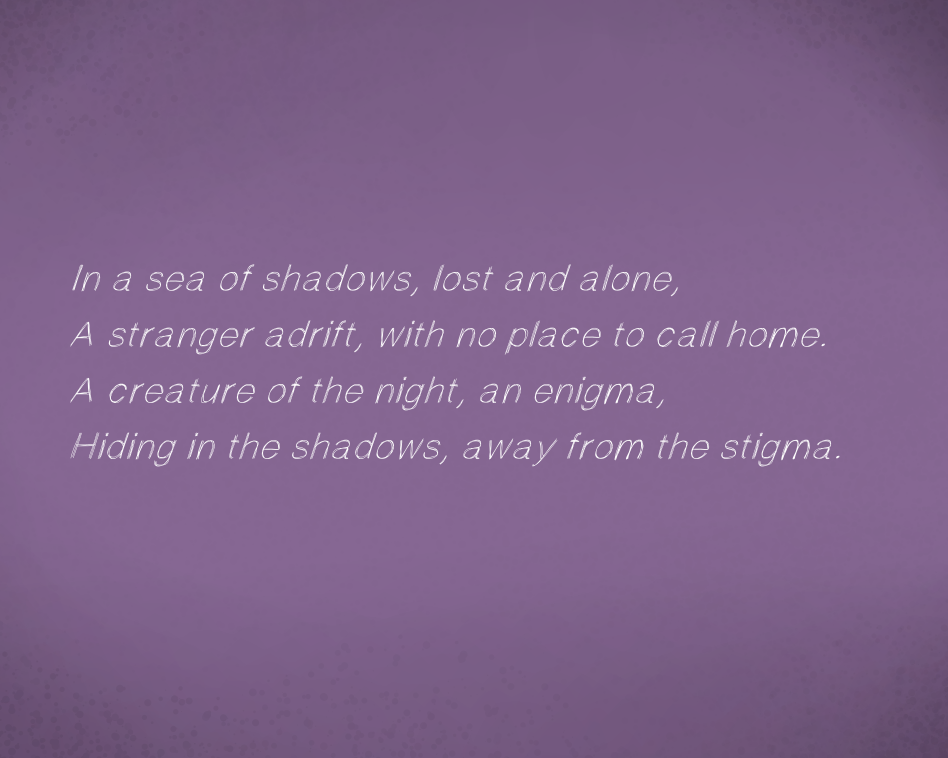 In a sea of shadows, lost and alone,
A stranger adrift, with no place to call home.
A creature of the night, an enigma,
Hiding in the shadows, away from the stigma.